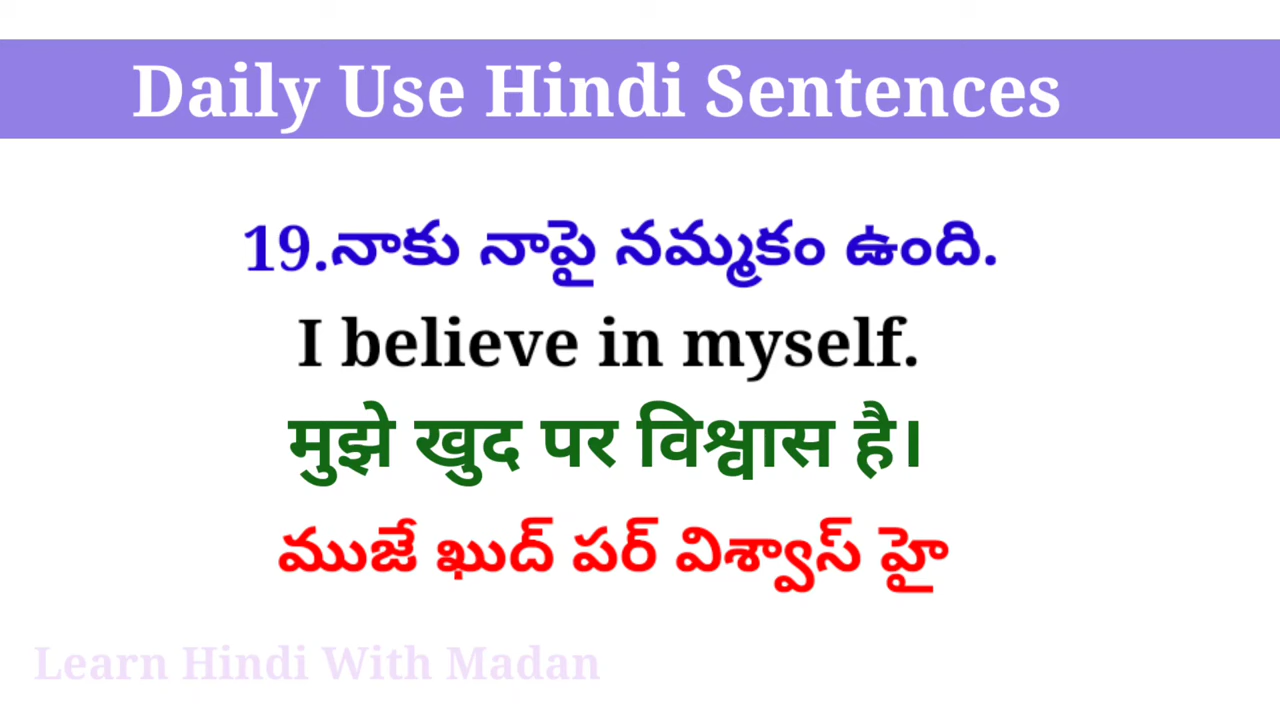 Daily Use Hindi Sentences
19.నాకు నాపై నమ్మకం ఉంది.
I believe in myself.
मुझे खुद पर विश्वास है।
ముజే ఖుద్ పర్ విశ్వాస్ హై
Learn Hindi With Madan